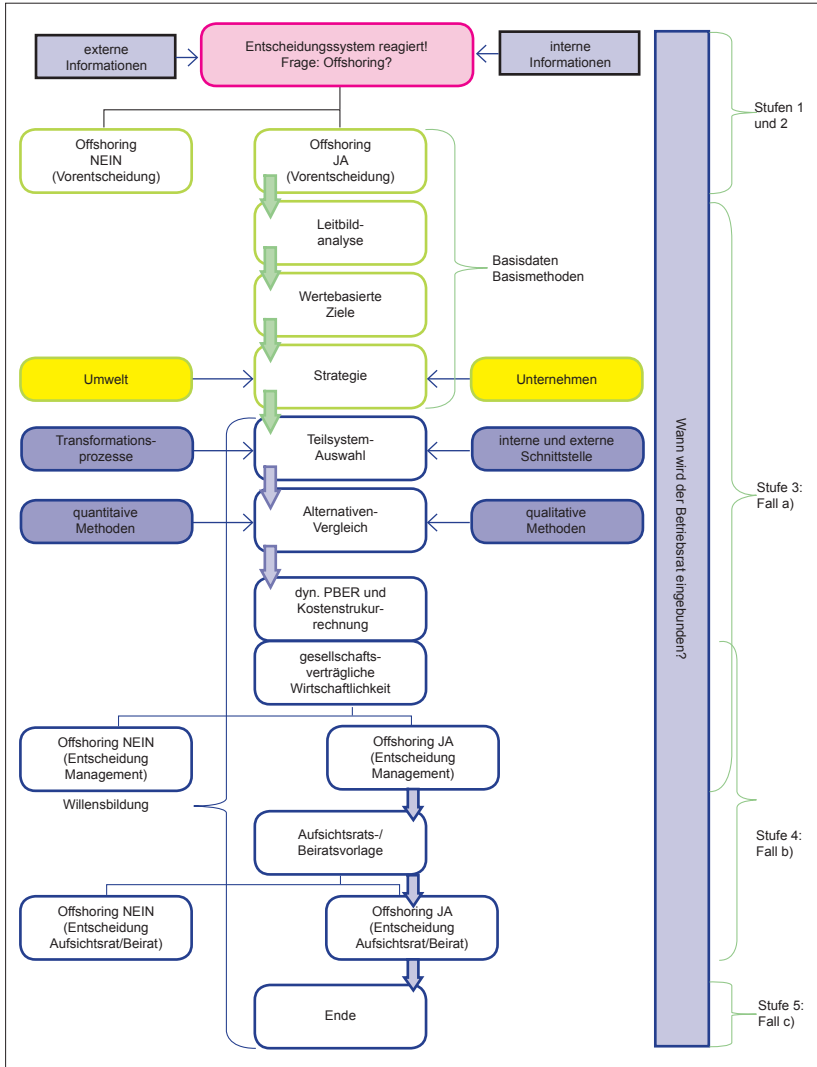 externe
Informationen
Entscheidungssystem reagiert!
Frage: Offshoring?
interne
Informationen
Stufen 1
und 2
Offshoring
NEIN
(Vorentscheidung)
Offshoring
JA
(Vorentscheidung)
Leitbild-
analyse
Basisdaten
Basismethoden
Wertebasierte
Ziele
Umwelt
Strategie
Unternehmen
Transformations-
prozesse
Teilsystem-
Auswahl
interne und externe
Schnittstelle
quantitaive
Methoden
Alternativen-
Vergleich
qualitative
Methoden
Wann wird der Betriebsrat eingebunden?
Stufe 3:
Fall a)
dyn. PBER und
Kostenstrukur-
rechnung
gesellschafts-
verträgliche
Wirtschaftlichkeit
Offshoring NEIN
(Entscheidung
Management)
Offshoring JA
(Entscheidung
Management)
Willensbildung
Aufsichtsrats-/
Beiratsvorlage
Stufe 4:
Fall b)
Offshoring NEIN
(Entscheidung
Aufsichtsrat/Beirat)
Offshoring JA
(Entscheidung
Aufsichtsrat/Beirat)
Ende
Stufe 5:
Fall c)